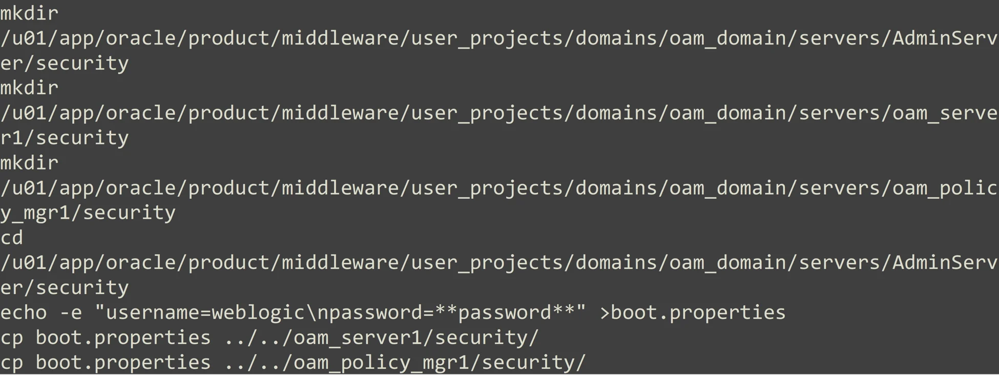 mkdir
/u01/app/oracle/product/middleware/user_projects/domains/oam_domain/servers/AdminServ
er/security
mkdir
/u01/app/oracle/product/middleware/user_projects/domains/oam_domain/servers/oam_serve
r1/security
mkdir
/u01/app/oracle/product/middleware/user_projects/domains/oam_domain/servers/oam_polic
y_mgr1/security
cd
/u01/app/oracle/product/middleware/user_projects/domains/oam_domain/servers/AdminServ
er/security
echo -e "username=weblogic\npassword=**password**" >boot.properties
cp boot.properties ../../oam_server1/security/
cp boot.properties ../../oam_policy_mgr1/security/